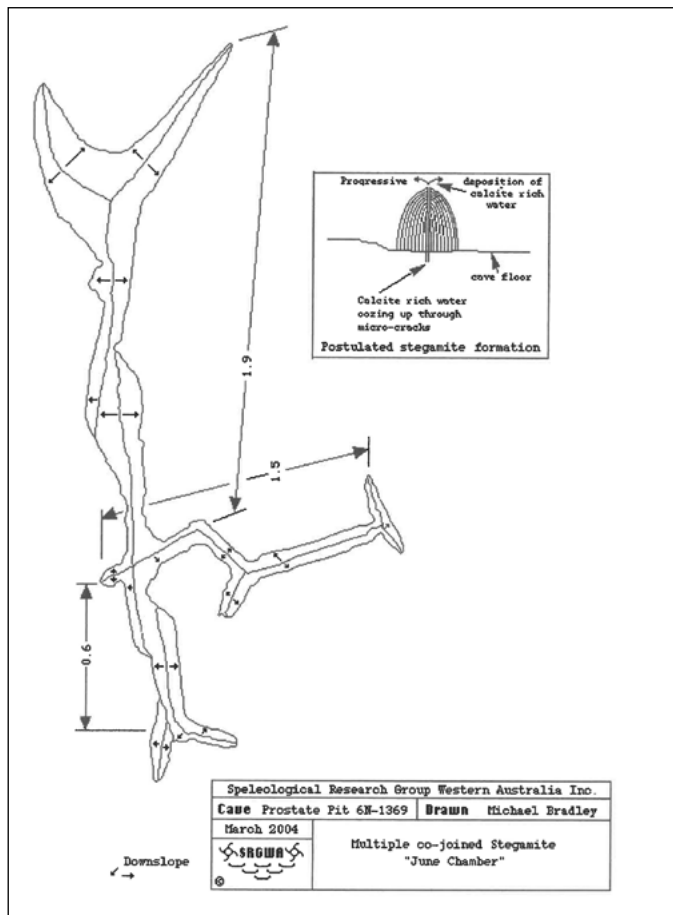 1.9
Progressive deposition of
calcite rich
water
cave floor
Calcite rich water
oozing up through
micro-cracks
Postulated stegamite formation
1.5
0.6
Speleological Research Group Western Australia Inc.
Cave Prostate Pit 6N-1369 Drawn Michael Bradley
March 2004
SRGWA
©
Multiple co-joined Stegamite
"June Chamber"
Downslope